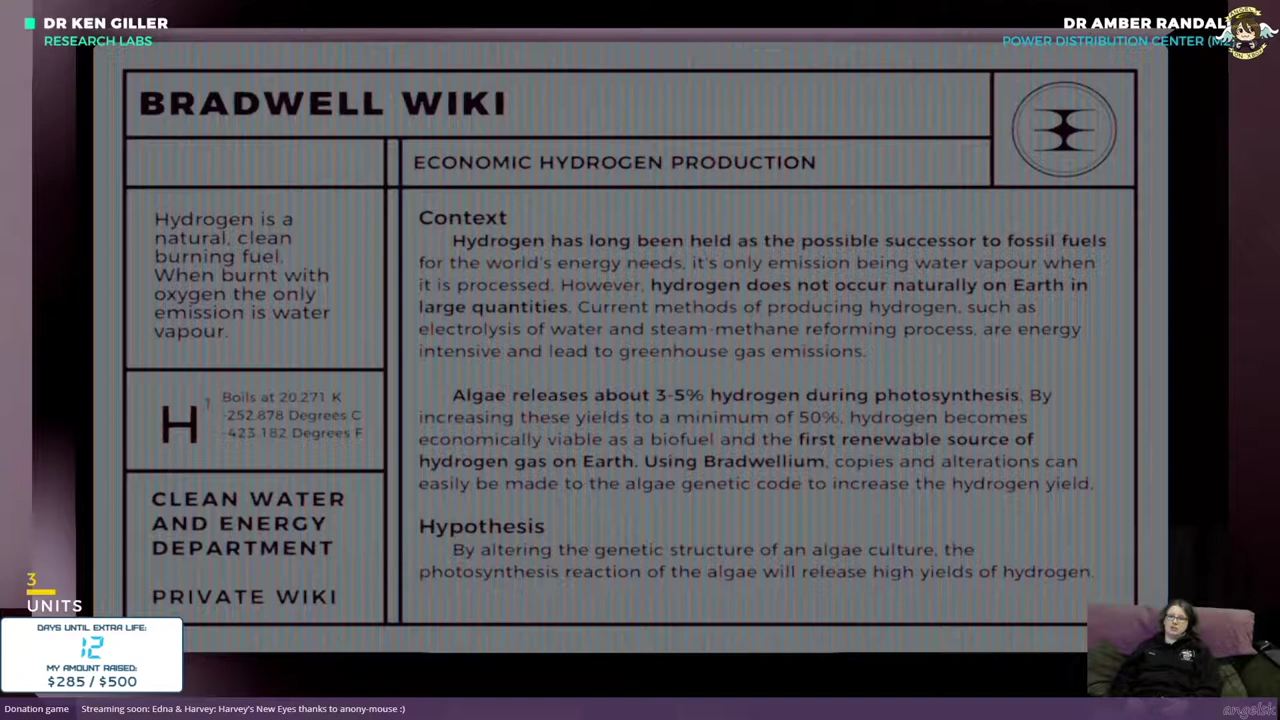 DR KEN GILLER
RESEARCH LABS
DR AMBER RANDAL
POWER DISTRIBUTION CENTER (M2)
BRADWELL WIKI
ECONOMIC HYDROGEN PRODUCTION
Hydrogen is a
natural, clean
burning fuel.
When burnt with
oxygen the only
emission is water
vapour.
H 1
Boils at 20.271 K
-252.878 Degrees C
-423.182 Degrees F
CLEAN WATER
AND ENERGY
DEPARTMENT
PRIVATE WIKI
Context
Hydrogen has long been held as the possible successor to fossil fuels
for the world's energy needs, it's only emission being water vapour when
it is processed. However, hydrogen does not occur naturally on Earth in
large quantities. Current methods of producing hydrogen, such as
electrolysis of water and steam-methane reforming process, are energy
intensive and lead to greenhouse gas emissions.
Algae releases about 3-5% hydrogen during photosynthesis. By
increasing these yields to a minimum of 50%, hydrogen becomes
economically viable as a biofuel and the first renewable source of
hydrogen gas on Earth. Using Bradwellium, copies and alterations can
easily be made to the algae genetic code to increase the hydrogen yield.
Hypothesis
By altering the genetic structure of an algae culture, the
photosynthesis reaction of the algae will release high yields of hydrogen.
3
UNITS
DAYS UNTIL EXTRA LIFE:
12
MY AMOUNT RAISED:
$285 / $500
Donation game Streaming soon: Edna & Harvey: Harvey's New Eyes thanks to anony-mouse :)
angelsk